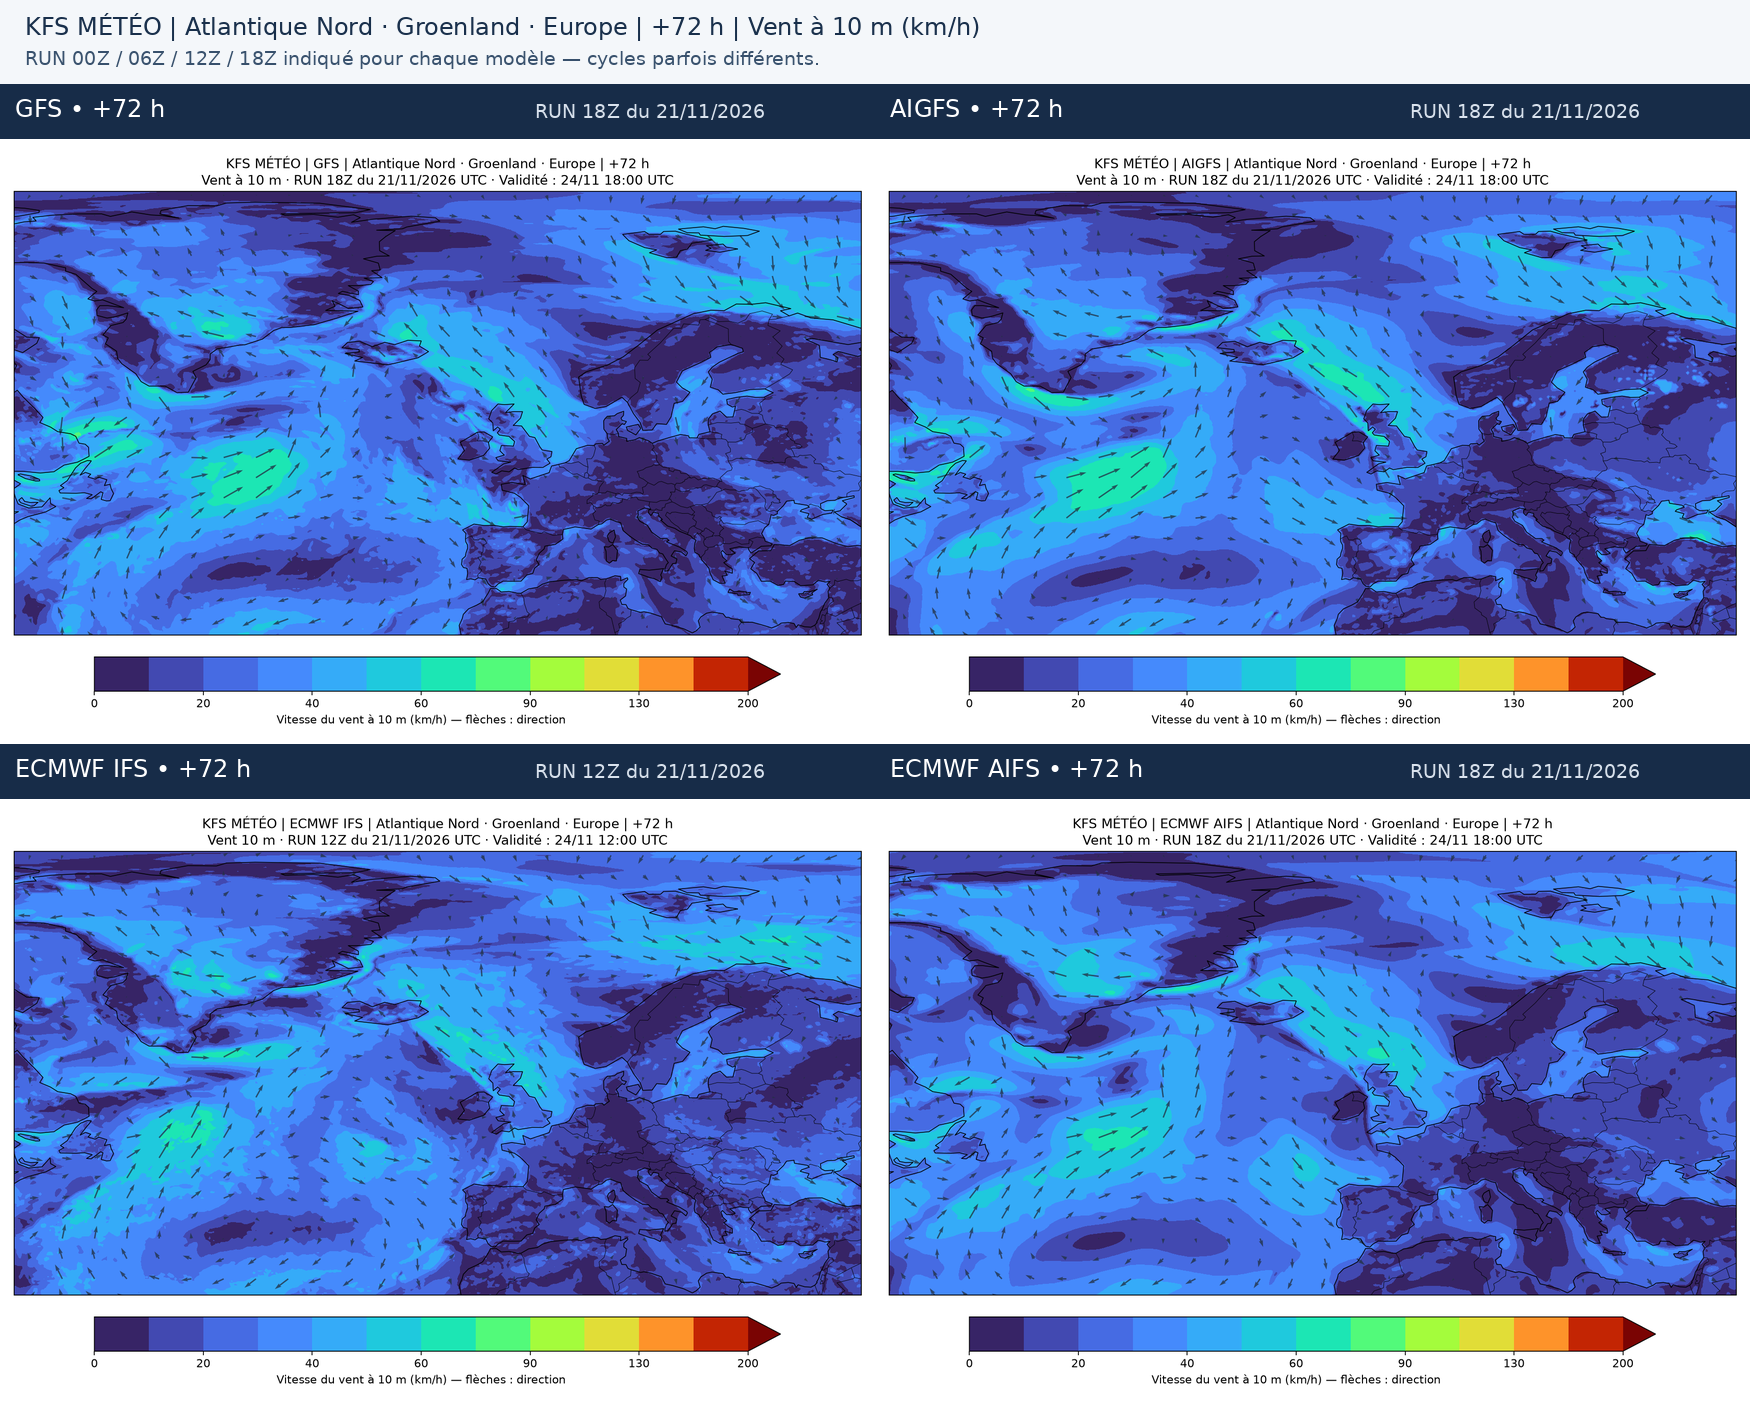 KFS MÉTÉO | Atlantique Nord · Groenland · Europe | +72 h | Vent à 10 m (km/h)
RUN 00Z / 06Z / 12Z / 18Z indiqué pour chaque modèle — cycles parfois différents.
GFS • +72 h
RUN 18Z du 21/11/2026
AIGFS • +72 h
RUN 18Z du 21/11/2026
KFS MÉTÉO | GFS | Atlantique Nord · Groenland · Europe | +72 h
Vent à 10 m · RUN 18Z du 21/11/2026 UTC · Validité : 24/11 18:00 UTC
KFS MÉTÉO | AIGFS | Atlantique Nord · Groenland · Europe | +72 h
Vent à 10 m · RUN 18Z du 21/11/2026 UTC · Validité : 24/11 18:00 UTC
0 20 40 60 90 130 200
Vitesse du vent à 10 m (km/h) — flèches : direction
0 20 40 60 90 130 200
Vitesse du vent à 10 m (km/h) — flèches : direction
ECMWF IFS • +72 h
RUN 12Z du 21/11/2026
ECMWF AIFS • +72 h
RUN 18Z du 21/11/2026
KFS MÉTÉO | ECMWF IFS | Atlantique Nord · Groenland · Europe | +72 h
Vent 10 m · RUN 12Z du 21/11/2026 UTC · Validité : 24/11 12:00 UTC
KFS MÉTÉO | ECMWF AIFS | Atlantique Nord · Groenland · Europe | +72 h
Vent 10 m · RUN 18Z du 21/11/2026 UTC · Validité : 24/11 18:00 UTC
0 20 40 60 90 130 200
Vitesse du vent à 10 m (km/h) — flèches : direction
0 20 40 60 90 130 200
Vitesse du vent à 10 m (km/h) — flèches : direction